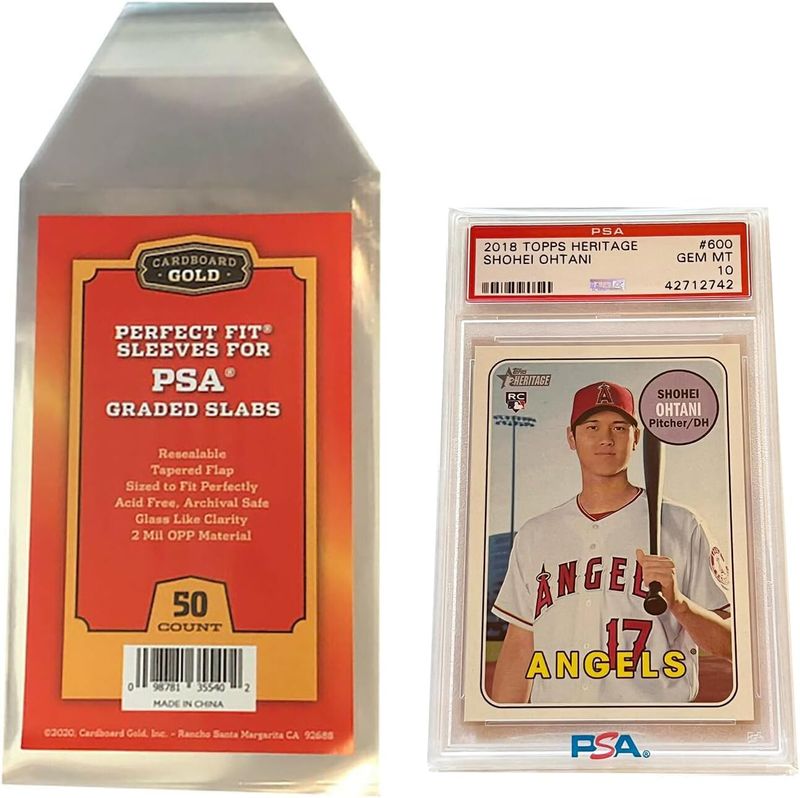 CARDBOARD
GOLD
PERFECT FIT®
SLEEVES FOR
PSA®
GRADED SLABS
Resealable
Tapered Flap
Sized to Fit Perfectly
Acid Free, Archival Safe
Glass Like Clarity
2 Mil OPP Material
50
COUNT
0 98781 35540 2
MADE IN CHINA
©2020, Cardboard Gold, Inc. - Rancho Santa Margarita CA 92688
PSA
2018 TOPPS HERITAGE #600
SHOHEI OHTANI GEM MT
10
42712742
Topps
HERITAGE
RC
SHOHEI
OHTANI
Pitcher/DH
A
ANGEL
17
ANGELS
PSA®